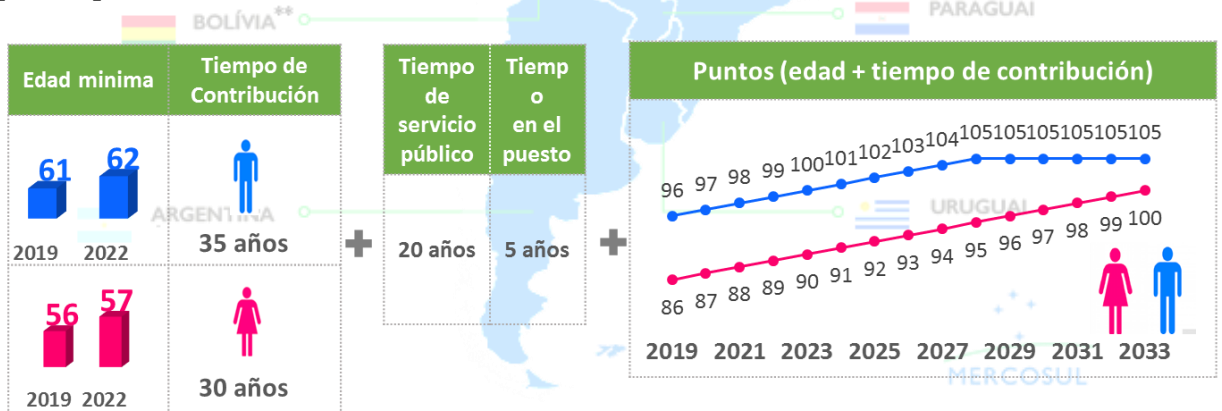 BOLÍVIA**
PARAGUAI
Edad minima
Tiempo de
Contribución
61
62
2019 2022
35 años
56
57
2019 2022
30 años
+
Tiempo
de
servicio
público
Tiemp
o
en el
puesto
20 años
5 años
+
Puntos (edad + tiempo de contribución)
96 97 98 99 100 101 102 103 104 105 105 105 105 105 105
86 87 88 89 90 91 92 93 94 95 96 97 98 99 100
2019 2021 2023 2025 2027 2029 2031 2033
ARGENTINA
URUGUAI
MERCOSUL